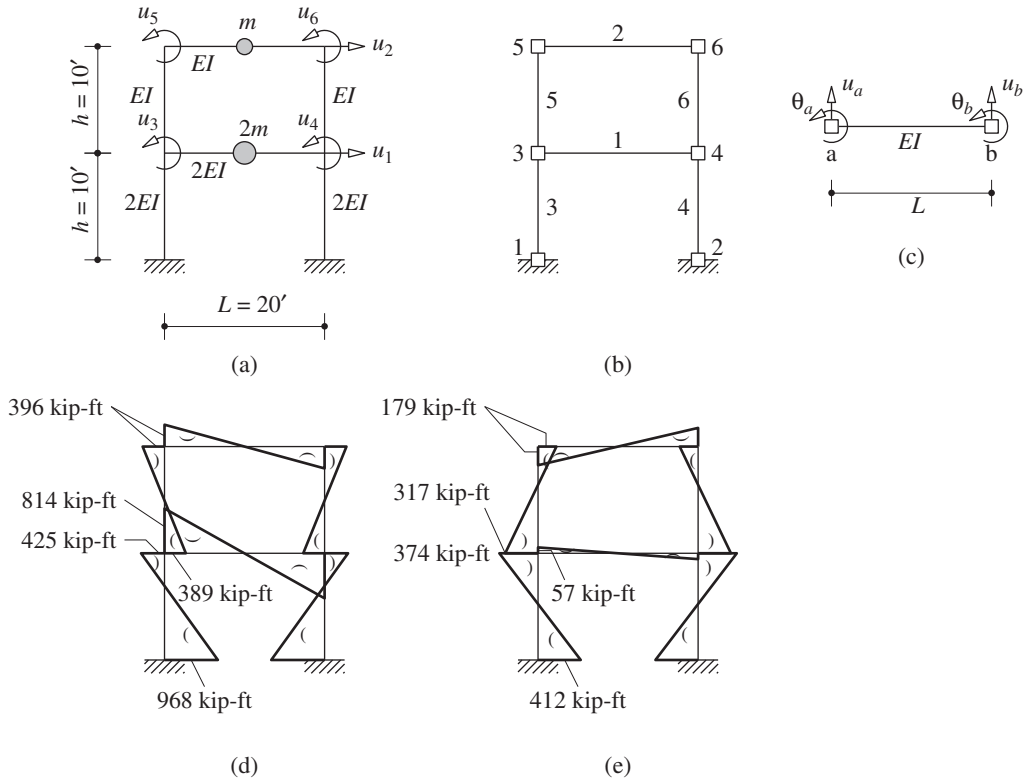 u₅
m
u₆
u₂
EI
h = 10′
EI
EI
u₃
2m
u₄
u₁
2EI
h = 10′
2EI
2EI
L = 20′
(a)
5
2
6
5
6
3
1
4
3
4
1
2
(b)
θₐ
uₐ
θ_b
u_b
a
EI
b
L
(c)
396 kip-ft
814 kip-ft
425 kip-ft
389 kip-ft
968 kip-ft
(d)
179 kip-ft
317 kip-ft
374 kip-ft
57 kip-ft
412 kip-ft
(e)